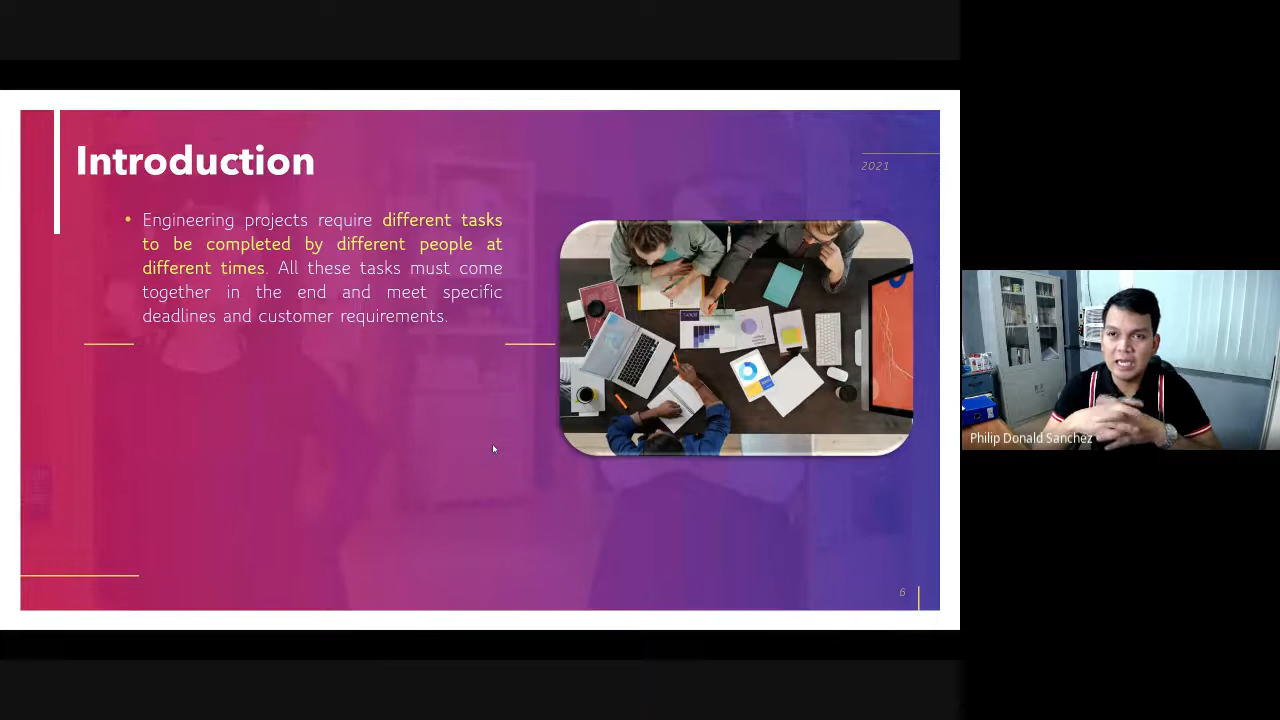 Introduction
2021
• Engineering projects require different tasks
to be completed by different people at
different times. All these tasks must come
together in the end and meet specific
deadlines and customer requirements.
Philip Donald Sanchez
6